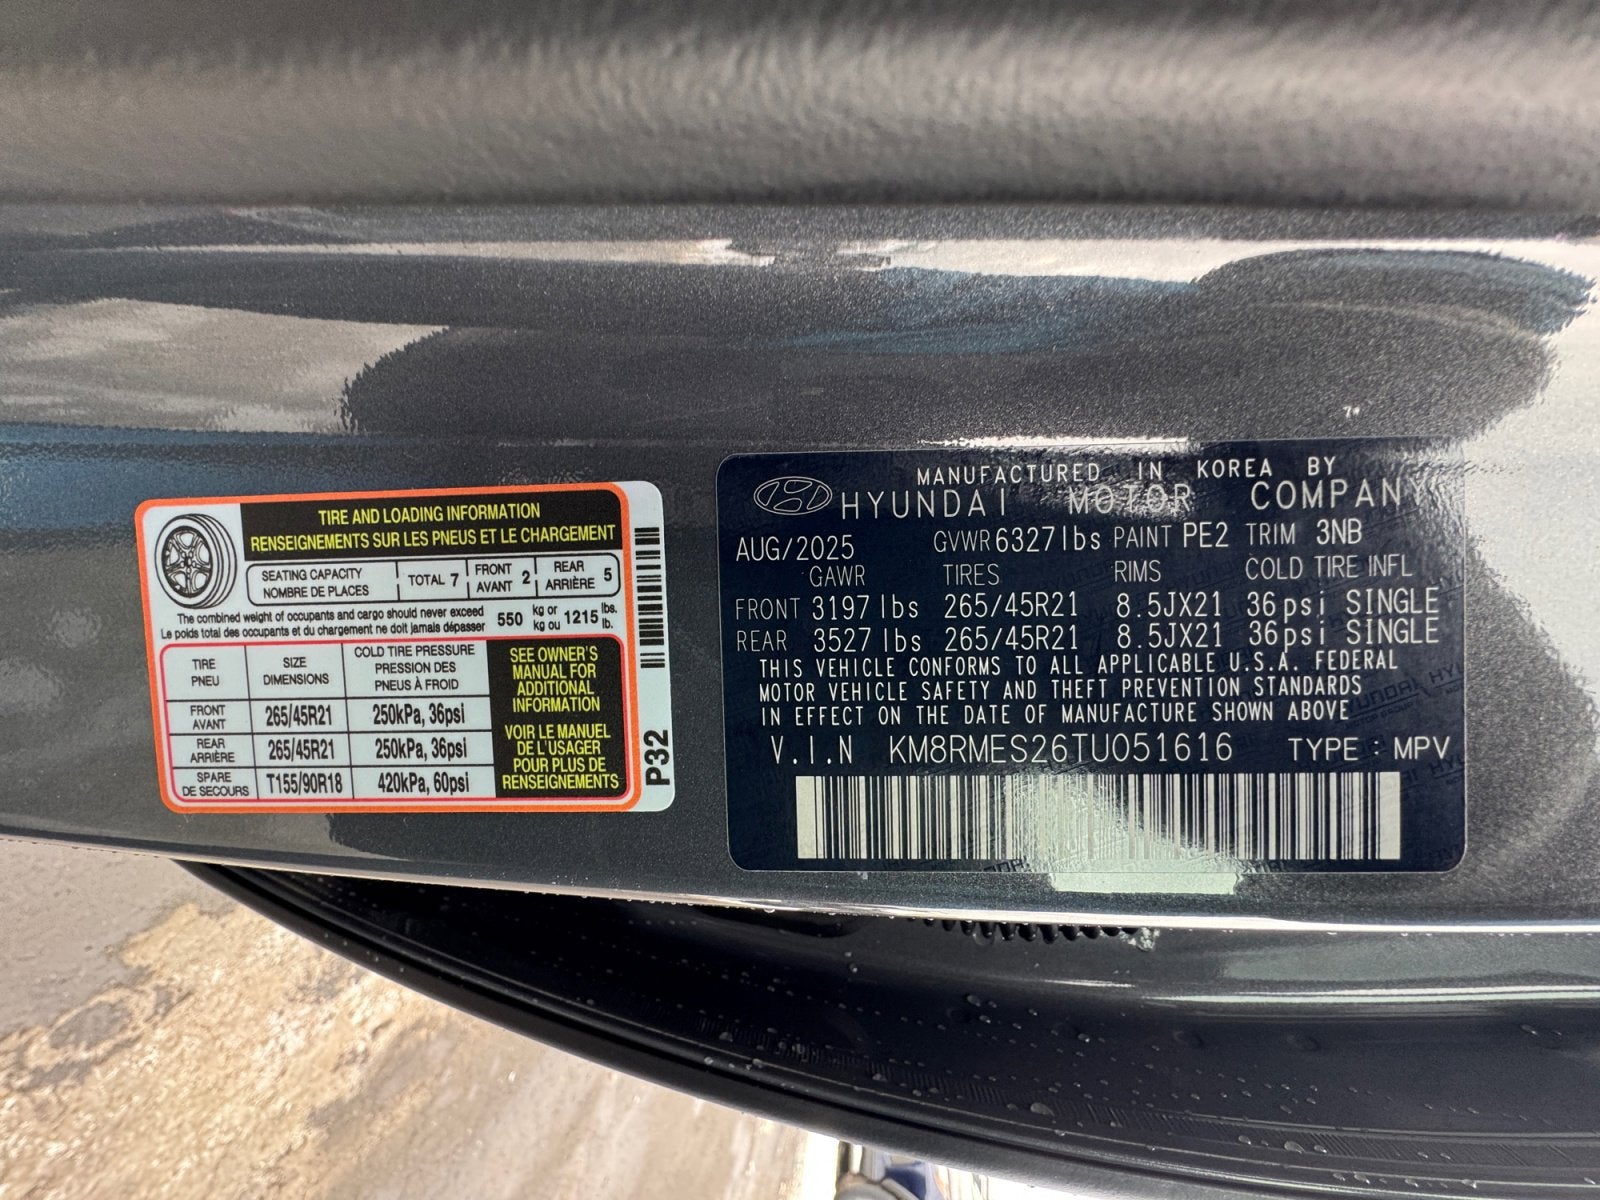 TIRE AND LOADING INFORMATION
RENSEIGNEMENTS SUR LES PNEUS ET LE CHARGEMENT
SEATING CAPACITY
NOMBRE DE PLACES
TOTAL 7
FRONT
AVANT 2
REAR
ARRIÈRE 5
The combined weight of occupants and cargo should never exceed
Le poids total des occupants et du chargement ne doit jamais dépasser
550 kg or 1215 lbs.
kg ou lb.
TIRE
PNEU
SIZE
DIMENSIONS
COLD TIRE PRESSURE
PRESSION DES
PNEUS À FROID
FRONT
AVANT
265/45R21
250kPa, 36psi
REAR
ARRIÈRE
265/45R21
250kPa, 36psi
SPARE
DE SECOURS
T155/90R18
420kPa, 60psi
SEE OWNER'S
MANUAL FOR
ADDITIONAL
INFORMATION
VOIR LE MANUEL
DE L'USAGER
POUR PLUS DE
RENSEIGNEMENTS
P32
MANUFACTURED IN KOREA BY
HYUNDAI MOTOR COMPANY
AUG/2025 GVWR 6327lbs PAINT PE2 TRIM 3NB
GAWR TIRES RIMS COLD TIRE INFL
FRONT 3197lbs 265/45R21 8.5JX21 36psi SINGLE
REAR 3527lbs 265/45R21 8.5JX21 36psi SINGLE
THIS VEHICLE CONFORMS TO ALL APPLICABLE U.S.A. FEDERAL
MOTOR VEHICLE SAFETY AND THEFT PREVENTION STANDARDS
IN EFFECT ON THE DATE OF MANUFACTURE SHOWN ABOVE
V.I.N KM8RMES26TU051616 TYPE : MPV